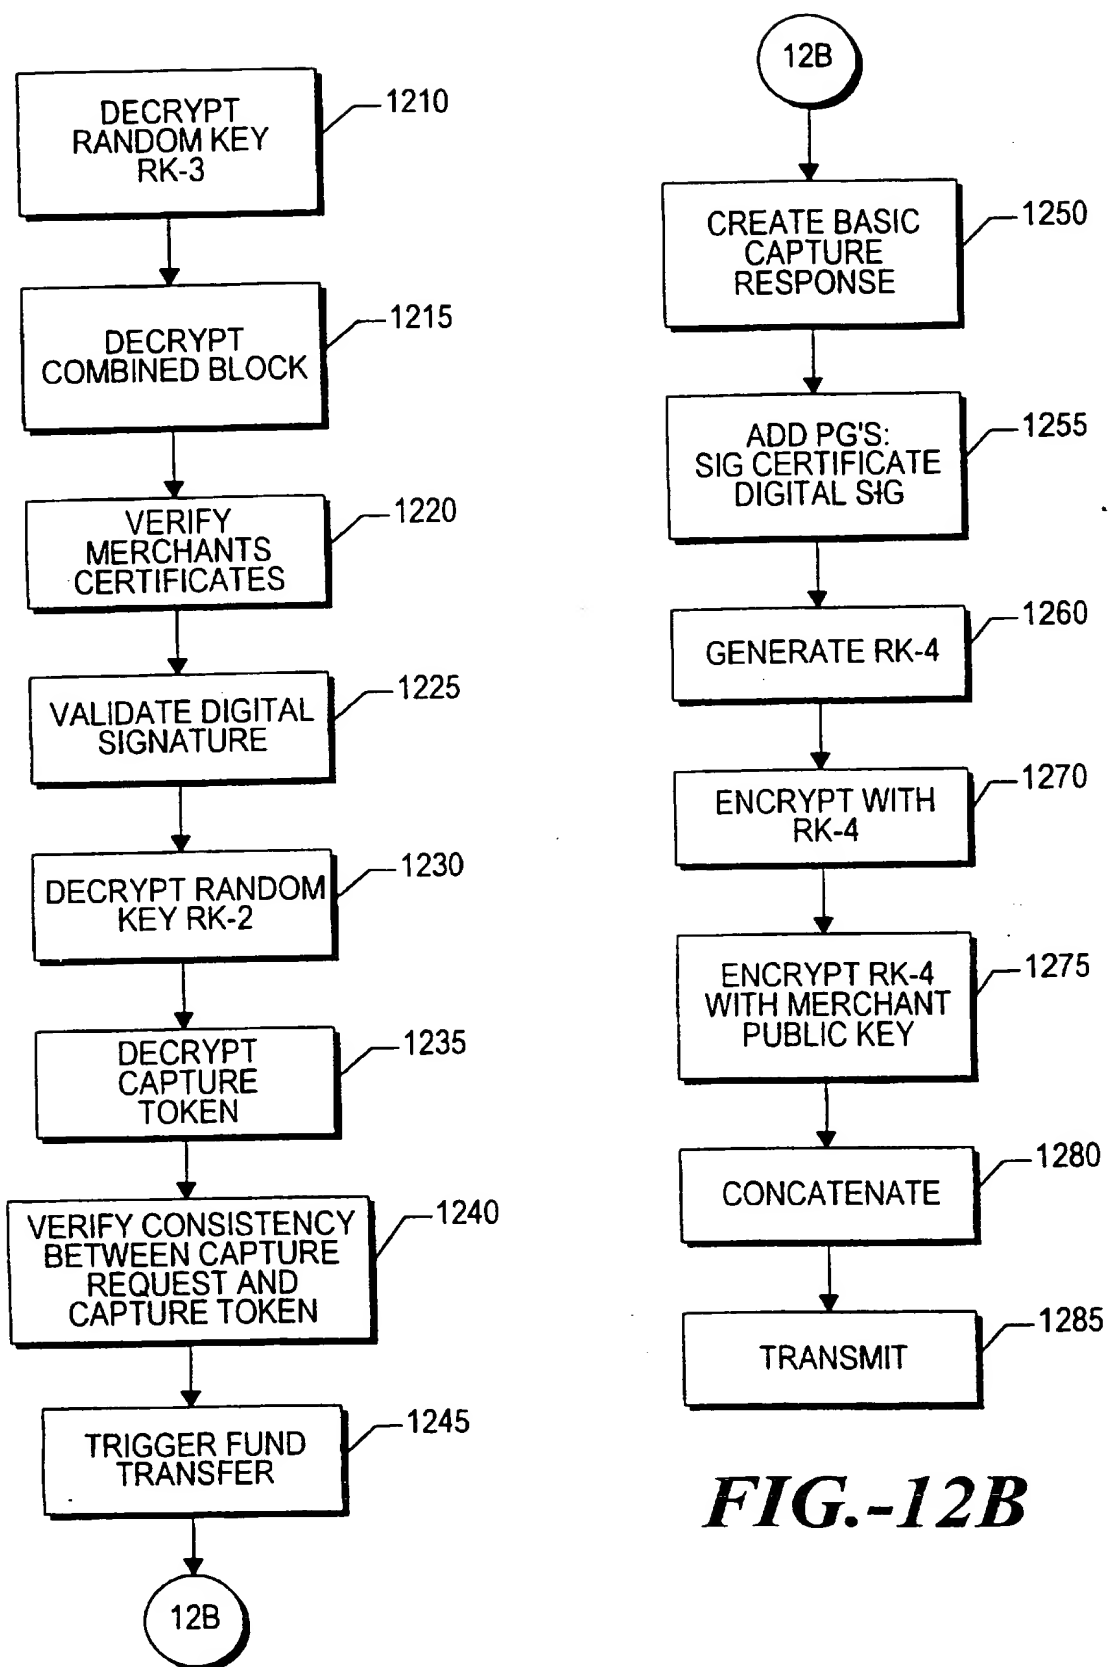 DECRYPT
RANDOM KEY
RK-3
1210
DECRYPT
COMBINED BLOCK
1215
VERIFY
MERCHANTS
CERTIFICATES
1220
VALIDATE DIGITAL
SIGNATURE
1225
DECRYPT RANDOM
KEY RK-2
1230
DECRYPT
CAPTURE
TOKEN
1235
VERIFY CONSISTENCY
BETWEEN CAPTURE
REQUEST AND
CAPTURE TOKEN
1240
TRIGGER FUND
TRANSFER
1245
12B
12B
CREATE BASIC
CAPTURE
RESPONSE
1250
ADD PG'S:
SIG CERTIFICATE
DIGITAL SIG
1255
GENERATE RK-4
1260
ENCRYPT WITH
RK-4
1270
ENCRYPT RK-4
WITH MERCHANT
PUBLIC KEY
1275
CONCATENATE
1280
TRANSMIT
1285
FIG.-12B